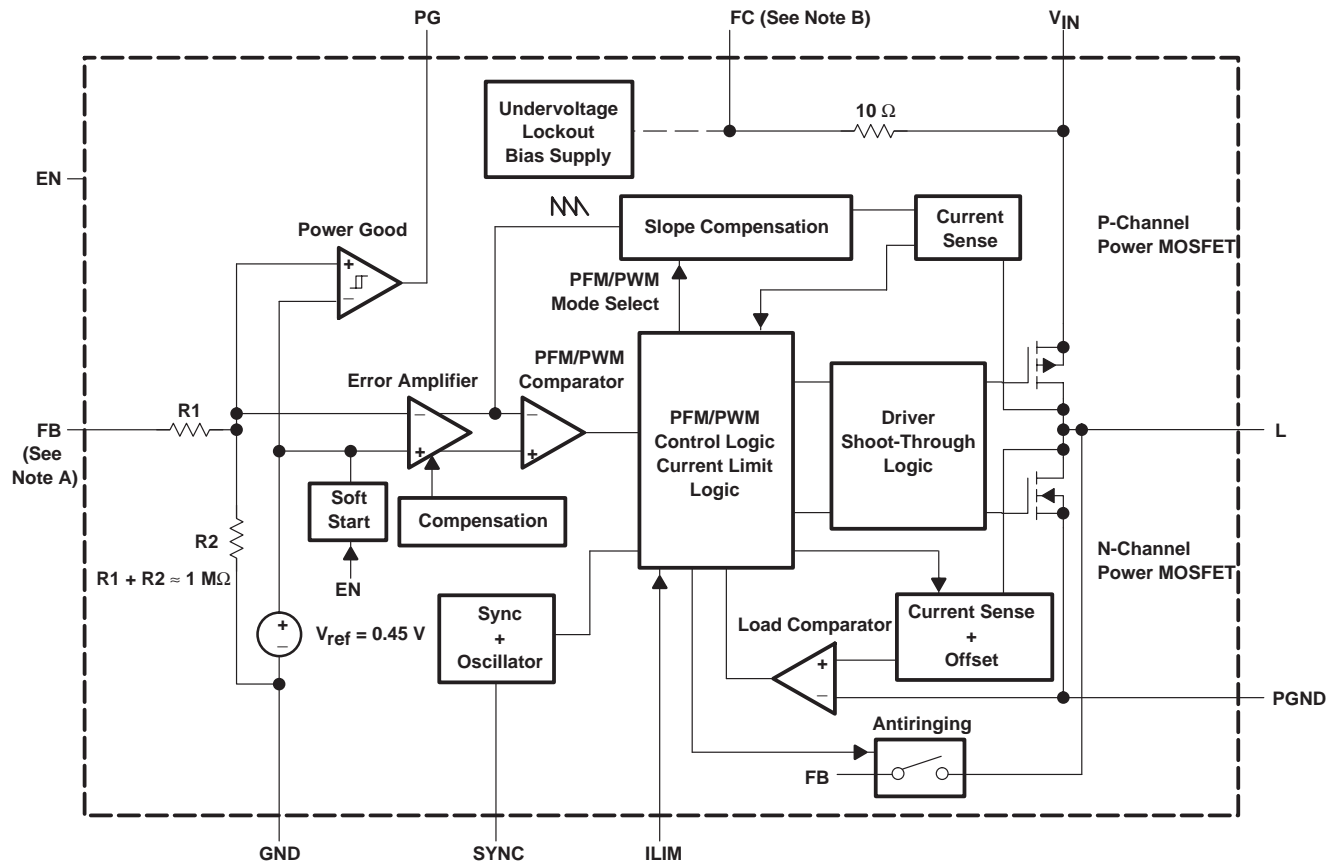 PG
FC (See Note B)
VIN
Undervoltage
Lockout
Bias Supply
10 Ω
EN
Power Good
+
−
Slope Compensation
Current
Sense
P-Channel
Power MOSFET
PFM/PWM
Mode Select
PFM/PWM
Comparator
Error Amplifier
R1
FB
(See
Note A)
−
+
−
+
PFM/PWM
Control Logic
Current Limit
Logic
Driver
Shoot-Through
Logic
L
Soft
Start
Compensation
R2
R1 + R2 ≈ 1 MΩ
EN
N-Channel
Power MOSFET
+
−
Vref = 0.45 V
Sync
+
Oscillator
Load Comparator
+
−
Current Sense
+
Offset
PGND
Antiringing
FB
GND
SYNC
ILIM